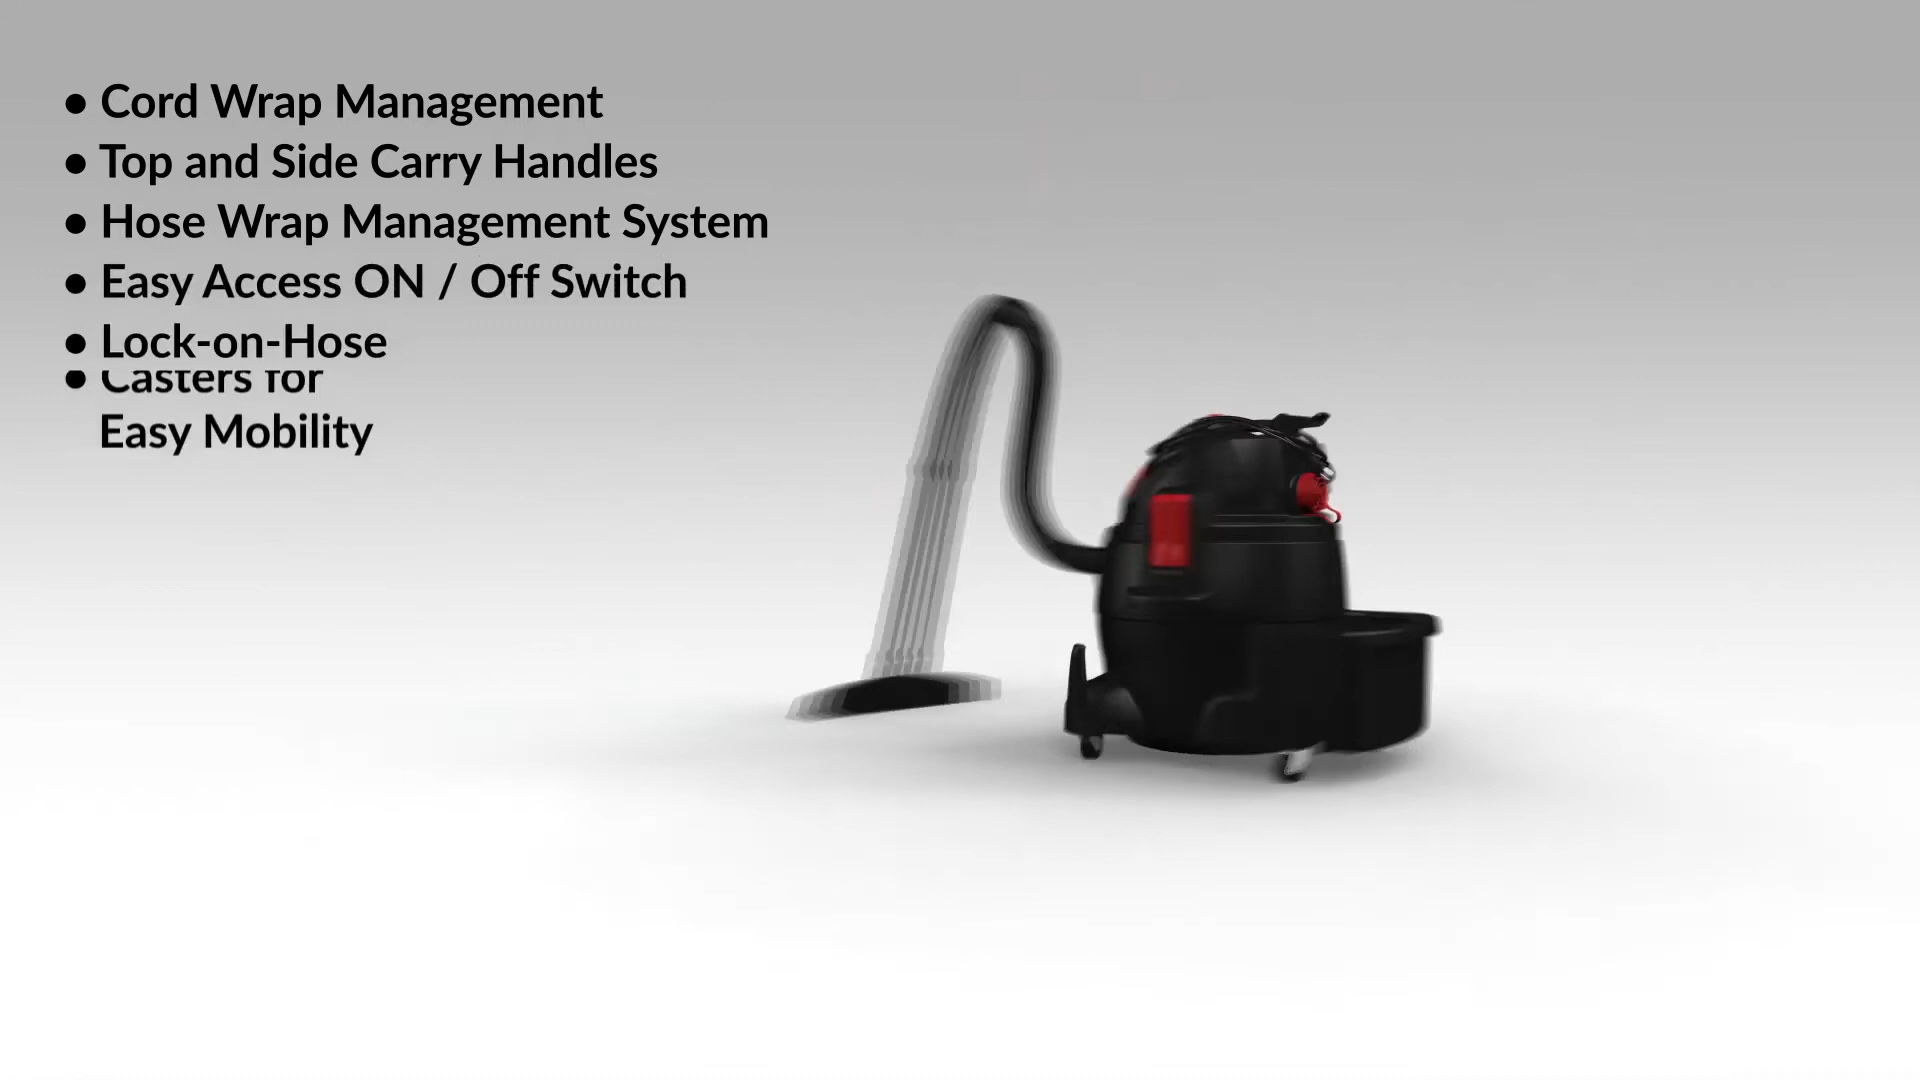 ● Cord Wrap Management
● Top and Side Carry Handles
● Hose Wrap Management System
● Easy Access ON / Off Switch
● Lock-on-Hose
● Casters for
Easy Mobility